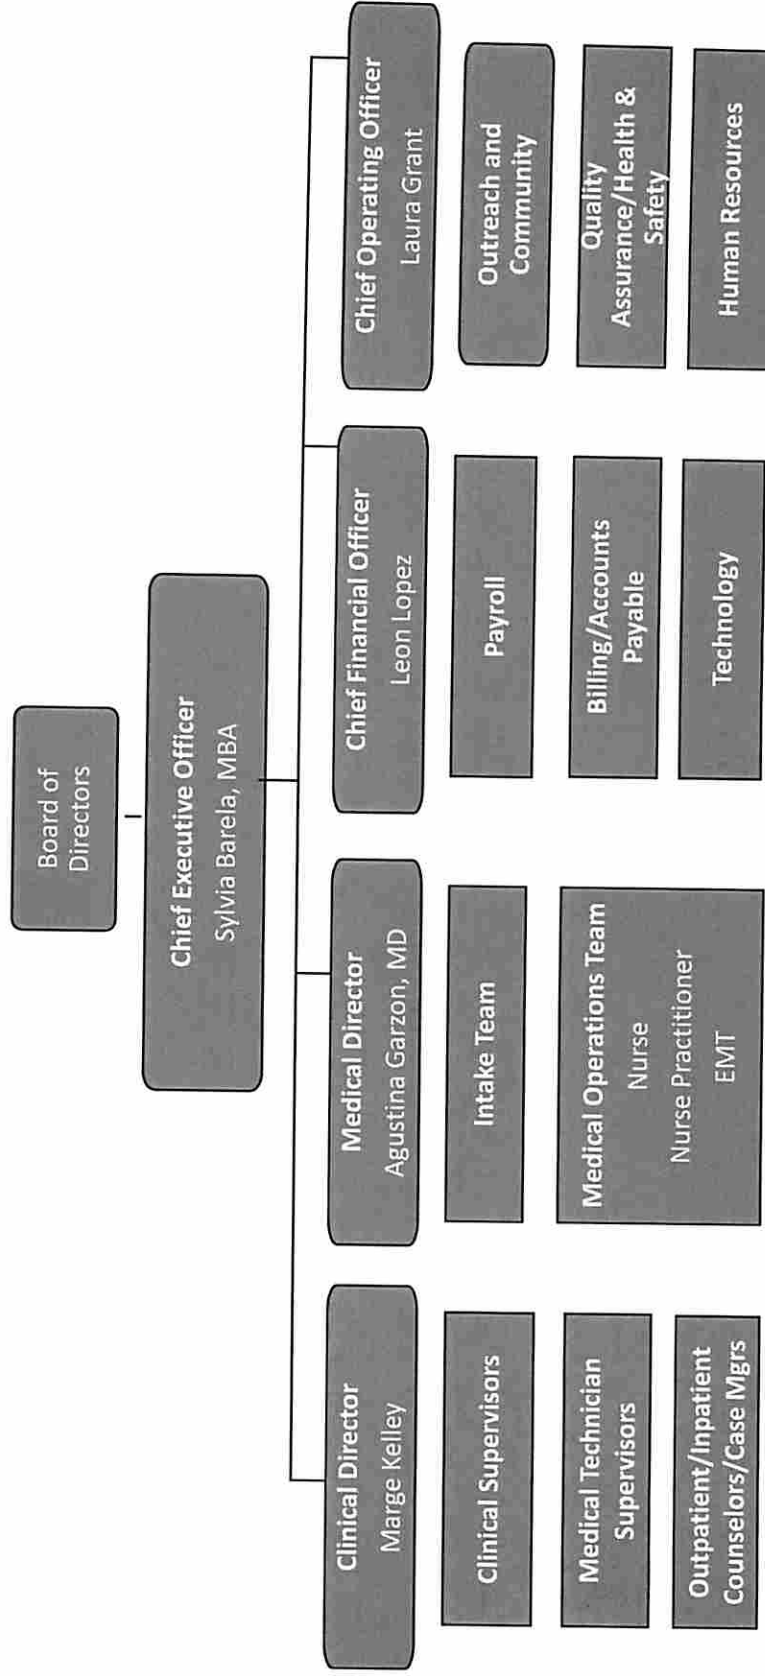 Board of
Directors
Chief Executive Officer
Sylvia Barela, MBA
Clinical Director
Marge Kelley
Clinical Supervisors
Medical Technician
Supervisors
Outpatient/Inpatient
Counselors/Case Mgrs
Medical Director
Agustina Garzon, MD
Intake Team
Medical Operations Team
Nurse
Nurse Practitioner
EMT
Chief Financial Officer
Leon Lopez
Payroll
Billing/Accounts
Payable
Technology
Chief Operating Officer
Laura Grant
Outreach and
Community
Quality
Assurance/Health &
Safety
Human Resources